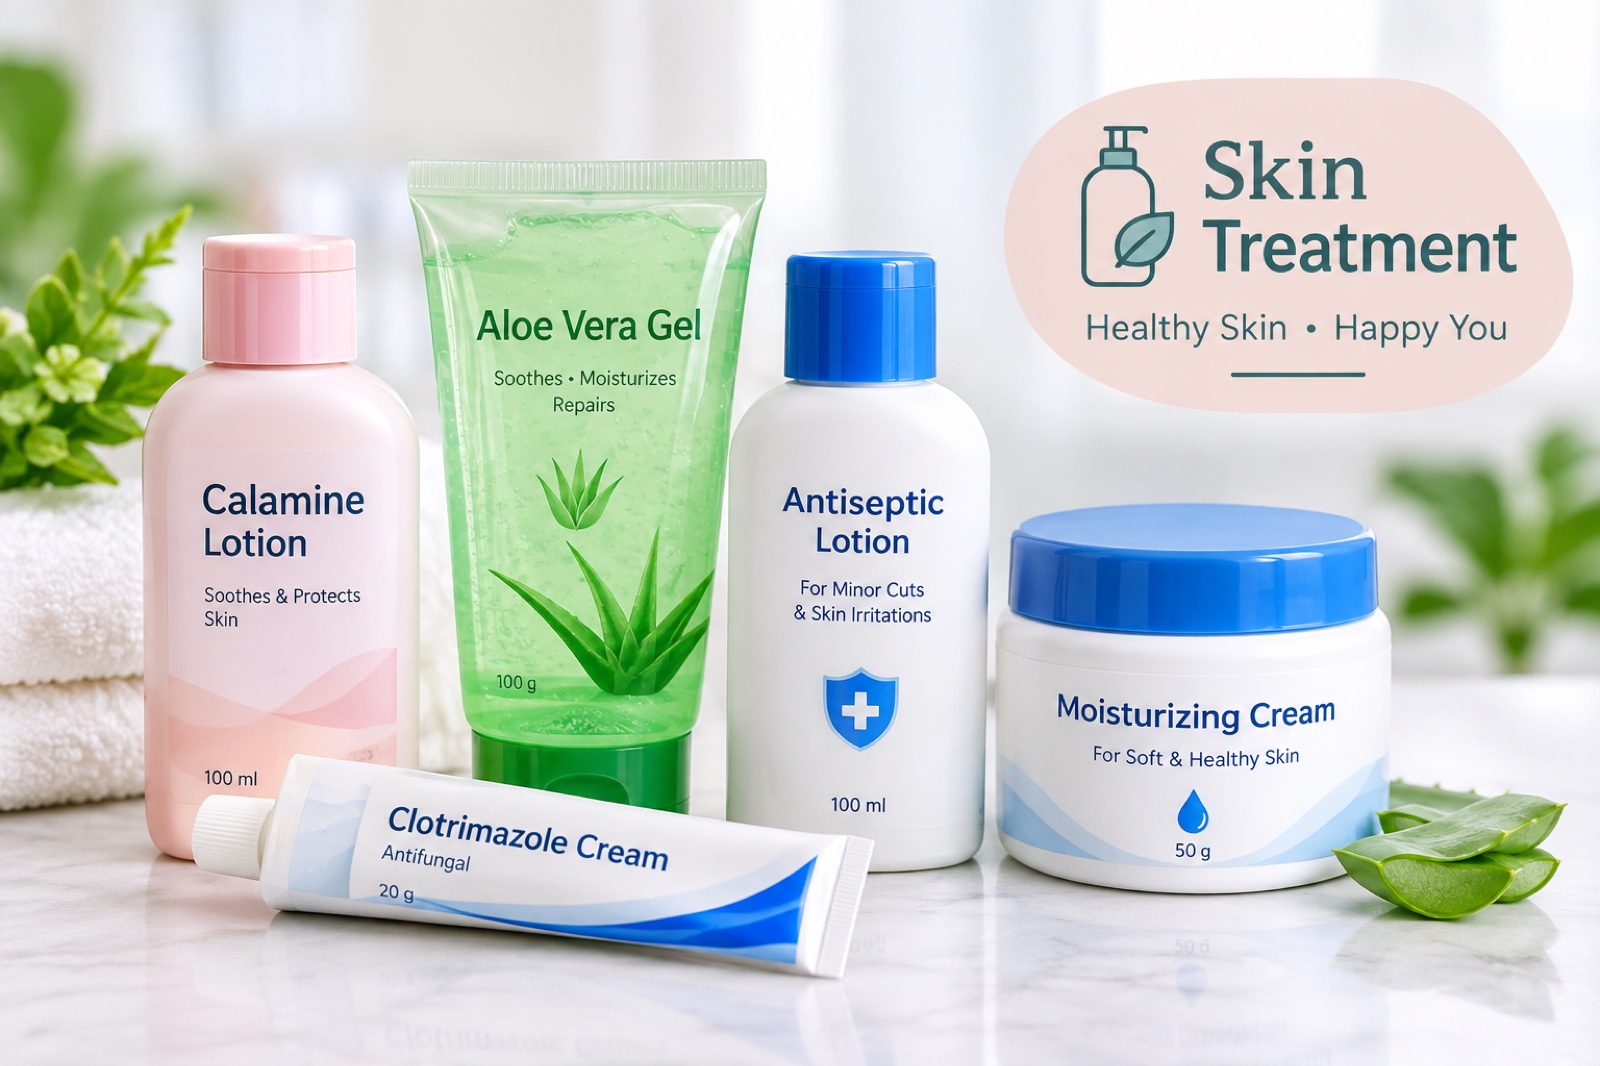 Skin
Treatment
Healthy Skin • Happy You
Calamine
Lotion
Soothes & Protects
Skin
100 ml
Aloe Vera Gel
Soothes • Moisturizes
Repairs
100 g
Antiseptic
Lotion
For Minor Cuts
& Skin Irritations
100 ml
Moisturizing Cream
For Soft & Healthy Skin
50 g
Clotrimazole Cream
Antifungal
20 g